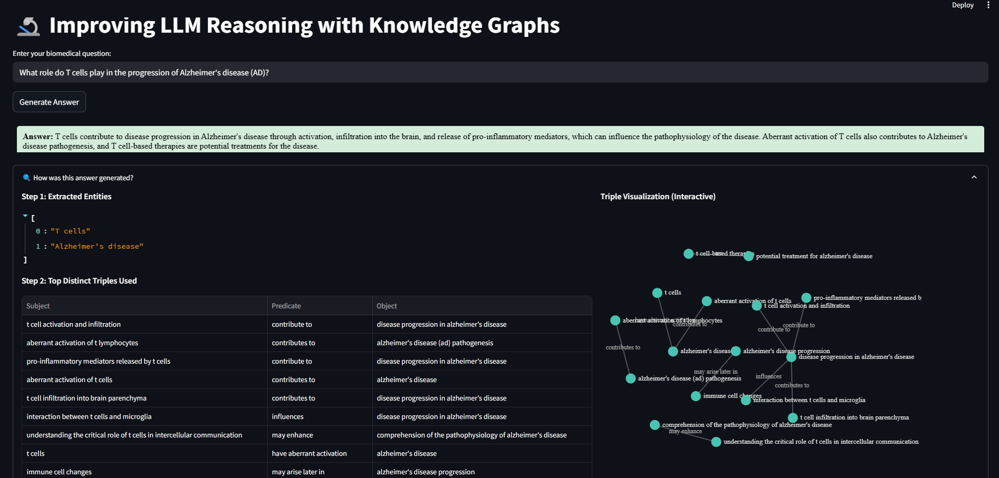 Deploy
Improving LLM Reasoning with Knowledge Graphs
Enter your biomedical question:
What role do T cells play in the progression of Alzheimer's disease (AD)?
Generate Answer
Answer: T cells contribute to disease progression in Alzheimer's disease through activation, infiltration into the brain, and release of pro-inflammatory mediators, which can influence the pathophysiology of the disease. Aberrant activation of T cells also contributes to Alzheimer's
disease pathogenesis, and T cell-based therapies are potential treatments for the disease.
How was this answer generated?
Step 1: Extracted Entities
[
0 : "T cells"
1 : "Alzheimer's disease"
]
Step 2: Top Distinct Triples Used
Subject Predicate Object
t cell activation and infiltration contribute to disease progression in alzheimer's disease
aberrant activation of t lymphocytes contributes to alzheimer's disease (ad) pathogenesis
pro-inflammatory mediators released by t cells contribute to disease progression in alzheimer's disease
aberrant activation of t cells contributes to alzheimer's disease
t cell infiltration into brain parenchyma contributes to disease progression in alzheimer's disease
interaction between t cells and microglia influences disease progression in alzheimer's disease
understanding the critical role of t cells in intercellular communication may enhance comprehension of the pathophysiology of alzheimer's disease
t cells have aberrant activation alzheimer's disease
immune cell changes may arise later in alzheimer's disease progression
Triple Visualization (Interactive)
t cell-based therapies
potential treatment for alzheimer's disease
t cells
pro-inflammatory mediators released b
aberrant activation of t cells
t cell activation and infiltration
aberrant activation of t lymphocytes
contributes to
contribute to
contribute to
contributes to
alzheimer's diseas
alzheimer's disease progression
disease progression in alzheimer's disease
may arise later in
influences
alzheimer's disease (ad) pathogenesis
contributes to
immune cell changes
interaction between t cells and microglia
t cell infiltration into brain parenchyma
comprehension of the pathophysiology of alzheimer's disease
may enhance
understanding the critical role of t cells in intercellular communication